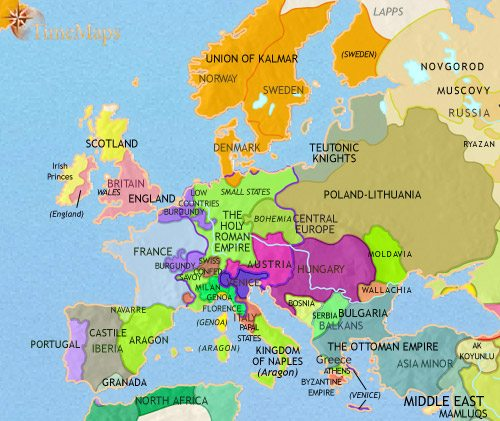 TimeMaps
LAPPS
UNION OF KALMAR
(SWEDEN)
NORWAY
SWEDEN
NOVGOROD
MUSCOVY
RUSSIA
RYAZAN
SCOTLAND
DENMARK
TEUTONIC
KNIGHTS
Irish
Princes
BRITAIN
WALES
ENGLAND
(England)
LOW
COUNTRIES
BURGUNDY
SMALL STATES
POLAND-LITHUANIA
THE
HOLY
ROMAN
EMPIRE
BOHEMIA
CENTRAL
EUROPE
FRANCE
BURGUNDY
SWISS
CONFED.
SAVOY
AUSTRIA
HUNGARY
MOLDAVIA
MILAN
VENICE
GENOA
FLORENCE
WALLACHIA
BOSNIA
NAVARRE
(GENOA)
ITALY
PAPAL
STATES
SERBIA
BULGARIA
BALKANS
PORTUGAL
CASTILE
IBERIA
ARAGON
(ARAGON)
KINGDOM
OF NAPLES
(Aragon)
THE OTTOMAN EMPIRE
Greece
ATHENS
BYZANTINE
EMPIRE
ASIA MINOR
AK
KOYUNLU
GRANADA
(VENICE)
NORTH AFRICA
MIDDLE EAST
MAMLUQS